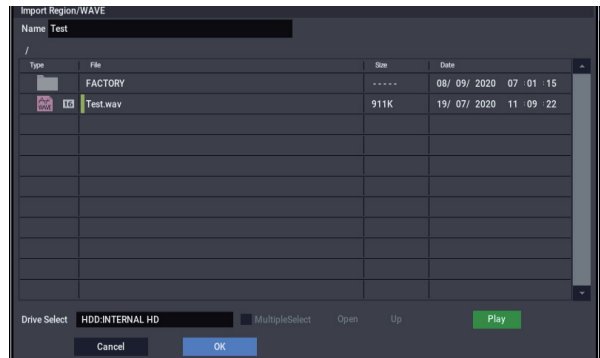 Import Region/WAVE
Name Test
/
Type File Size Date
FACTORY ----- 08/ 09/ 2020 07 :01 :15
WAVE 16 Test.wav 911K 19/ 07/ 2020 11 :09 :22
Drive Select HDD:INTERNAL HD MultipleSelect Open Up Play
Cancel OK